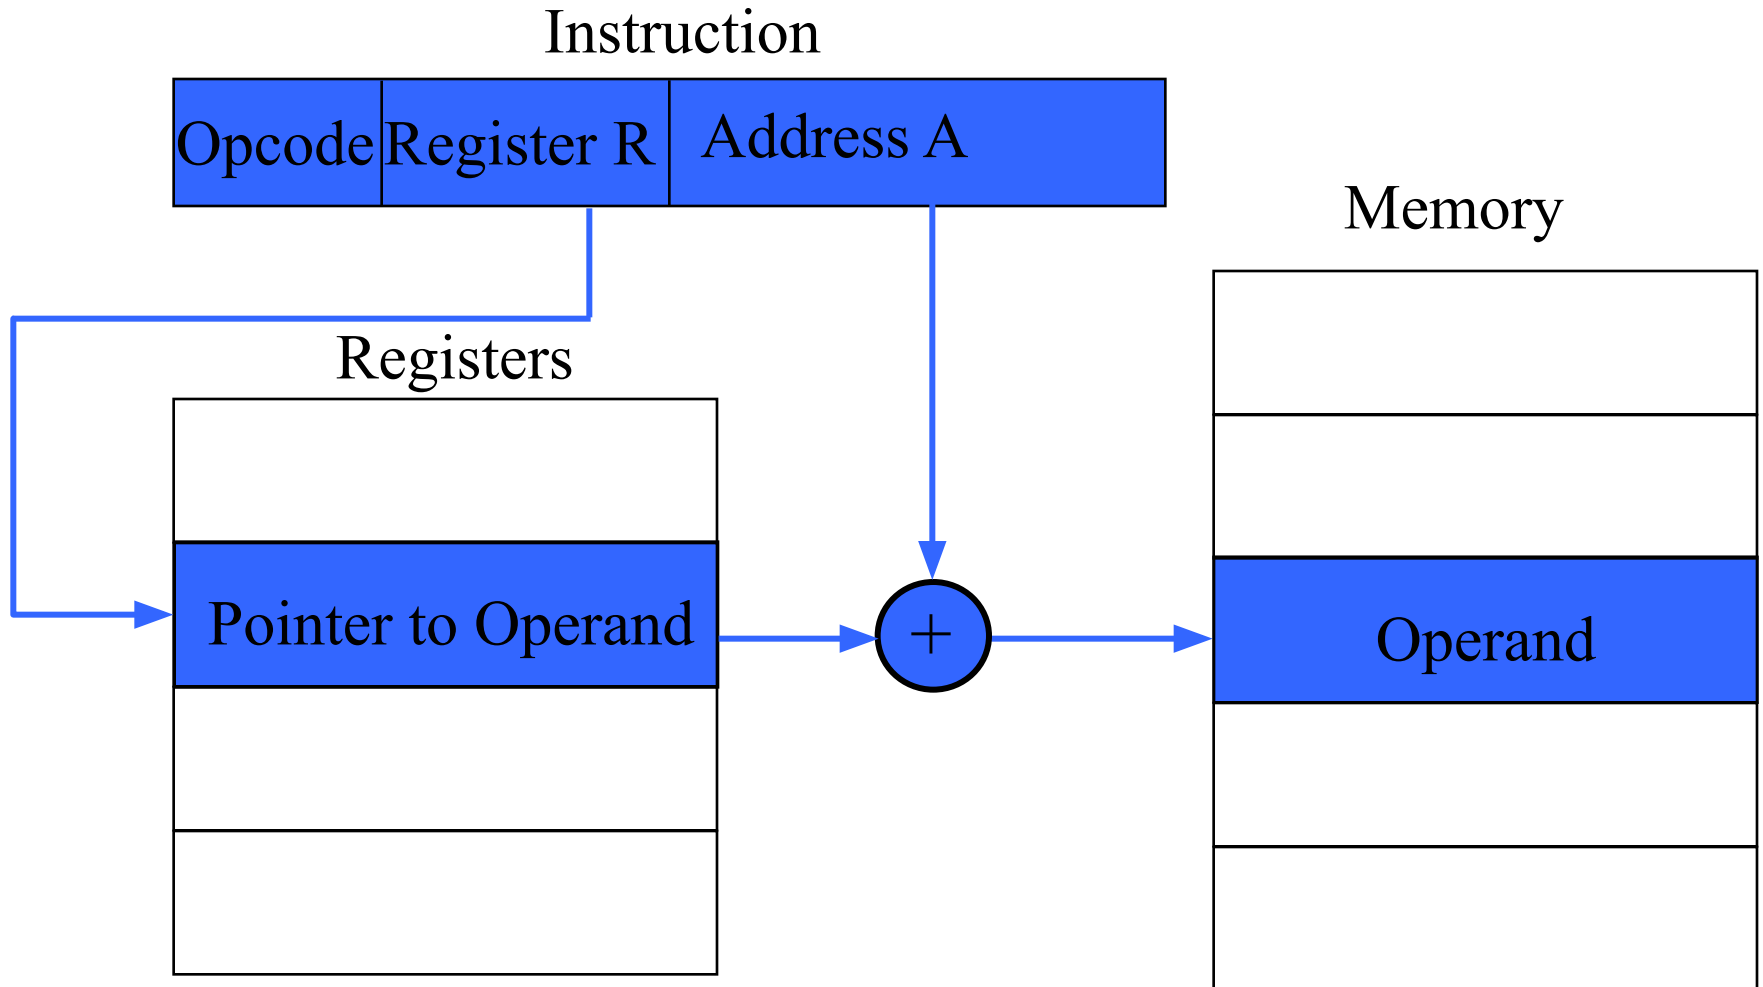 Instruction
Opcode Register R Address A
Memory
Registers
Pointer to Operand
+
Operand